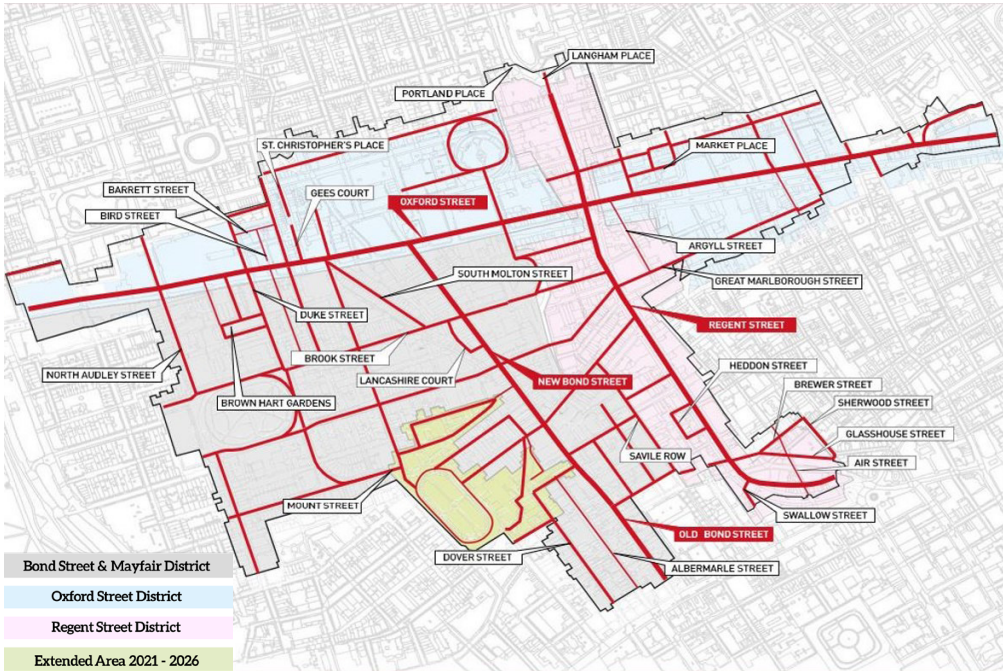 LANGHAM PLACE
PORTLAND PLACE
ST. CHRISTOPHER'S PLACE
MARKET PLACE
BARRETT STREET
GEES COURT
OXFORD STREET
BIRD STREET
ARGYLL STREET
SOUTH MOLTON STREET
GREAT MARLBOROUGH STREET
DUKE STREET
REGENT STREET
BROOK STREET
HEDDON STREET
NORTH AUDLEY STREET
LANCASHIRE COURT
NEW BOND STREET
BREWER STREET
BROWN HART GARDENS
SHERWOOD STREET
GLASSHOUSE STREET
SAVILE ROW
AIR STREET
MOUNT STREET
SWALLOW STREET
OLD BOND STREET
DOVER STREET
ALBERMARLE STREET
Bond Street & Mayfair District
Oxford Street District
Regent Street District
Extended Area 2021 - 2026